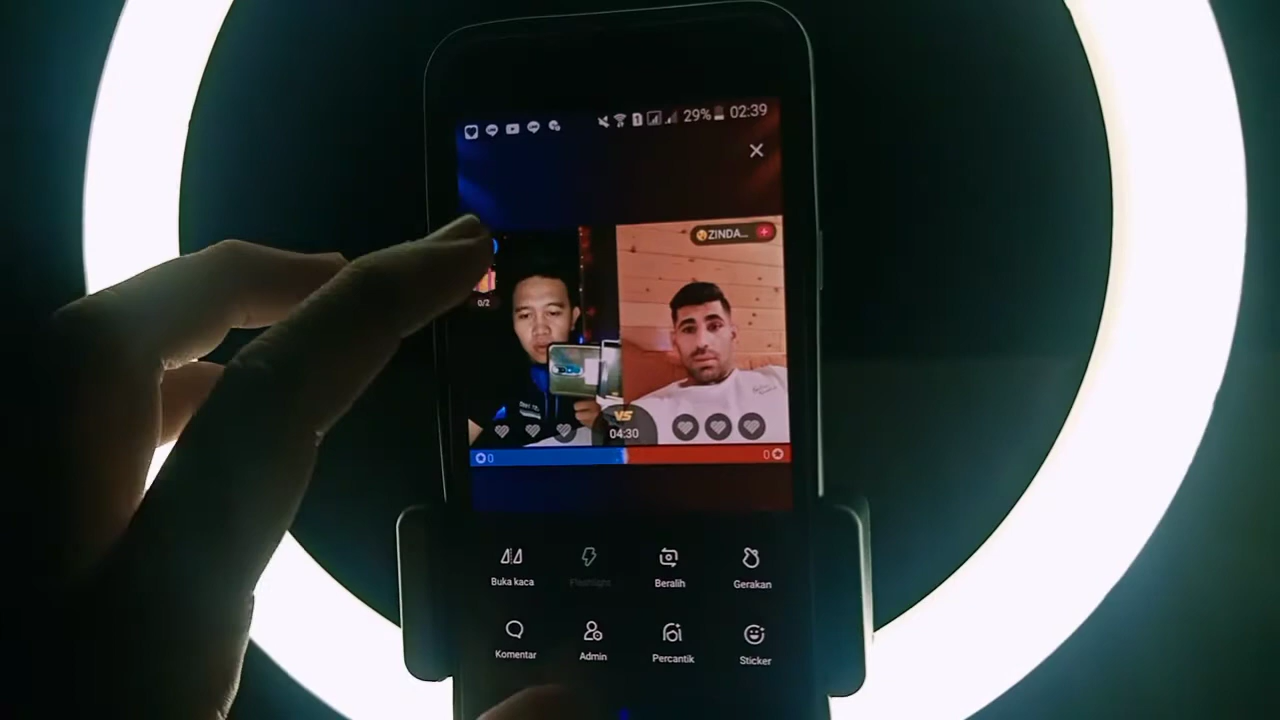 29% 02:39
ZINDA...
0/2
VS
04:30
0 0
Buka kaca Flashlight Beralih Gerakan
Komentar Admin Percantik Sticker